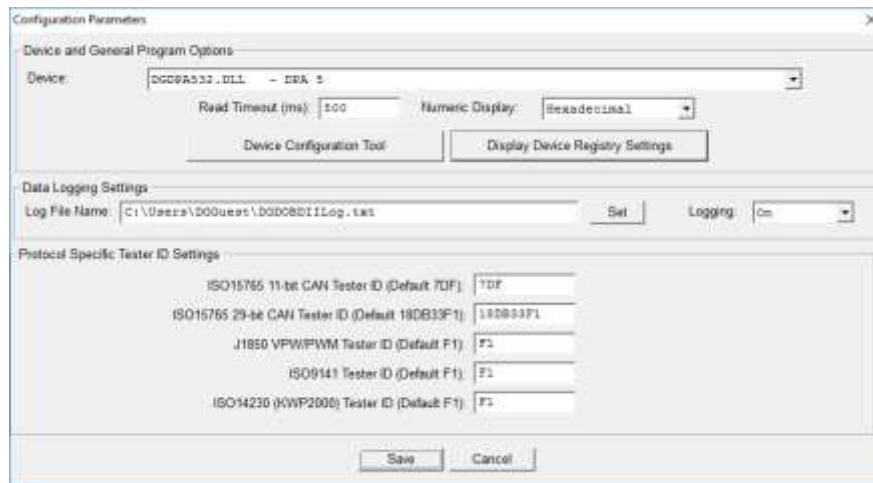 Configuration Parameters
Device and General Program Options
Device: DGDPA532.DLL - DPA 5
Read Timeout (ms): 500 Numeric Display: Hexadecimal
Device Configuration Tool Display Device Registry Settings
Data Logging Settings
Log File Name: C:\Users\DGGuest\DGDOBDIILog.txt Set Logging: On
Protocol Specific Tester ID Settings
ISO15765 11-bit CAN Tester ID (Default 7DF): 7DF
ISO15765 29-bit CAN Tester ID (Default 18DB33F1): 18DB33F1
J1850 VPW/PWM Tester ID (Default F1): F1
ISO9141 Tester ID (Default F1): F1
ISO14230 (KWP2000) Tester ID (Default F1): F1
Save Cancel